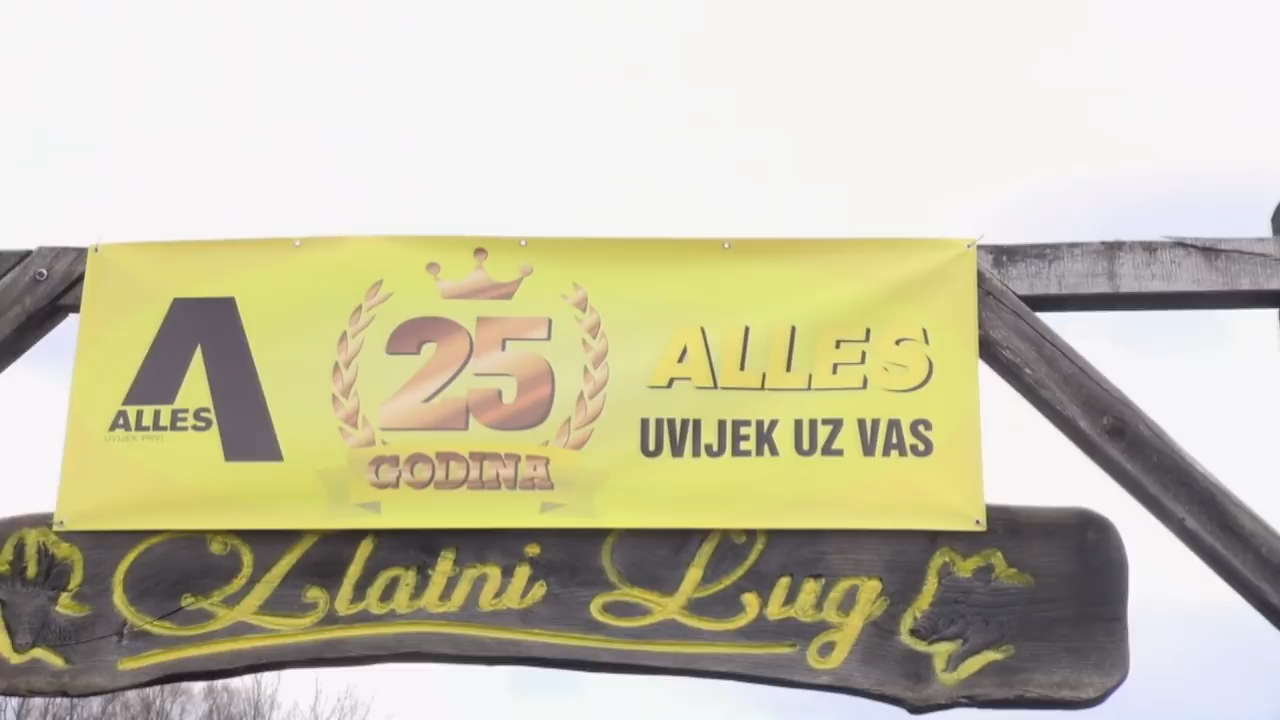 ALLES
UVIJEK PRVI
25
GODINA
ALLES
UVIJEK UZ VAS
Zlatni Lug